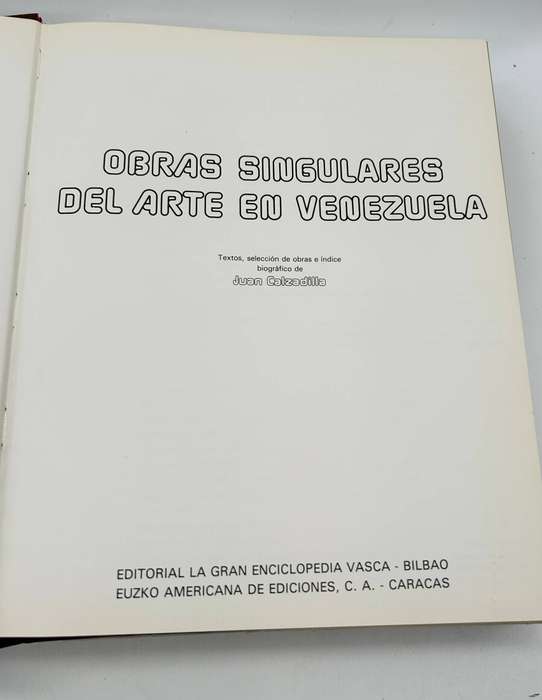 OBRAS SINGULARES
DEL ARTE EN VENEZUELA
Textos, selección de obras e índice
biográfico de
Juan Calzadilla
EDITORIAL LA GRAN ENCICLOPEDIA VASCA - BILBAO
EUZKO AMERICANA DE EDICIONES, C. A. - CARACAS